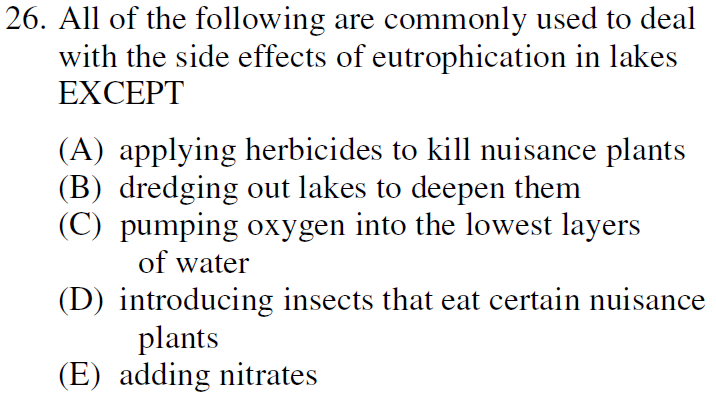 26. All of the following are commonly used to deal
with the side effects of eutrophication in lakes
EXCEPT
(A) applying herbicides to kill nuisance plants
(B) dredging out lakes to deepen them
(C) pumping oxygen into the lowest layers
of water
(D) introducing insects that eat certain nuisance
plants
(E) adding nitrates